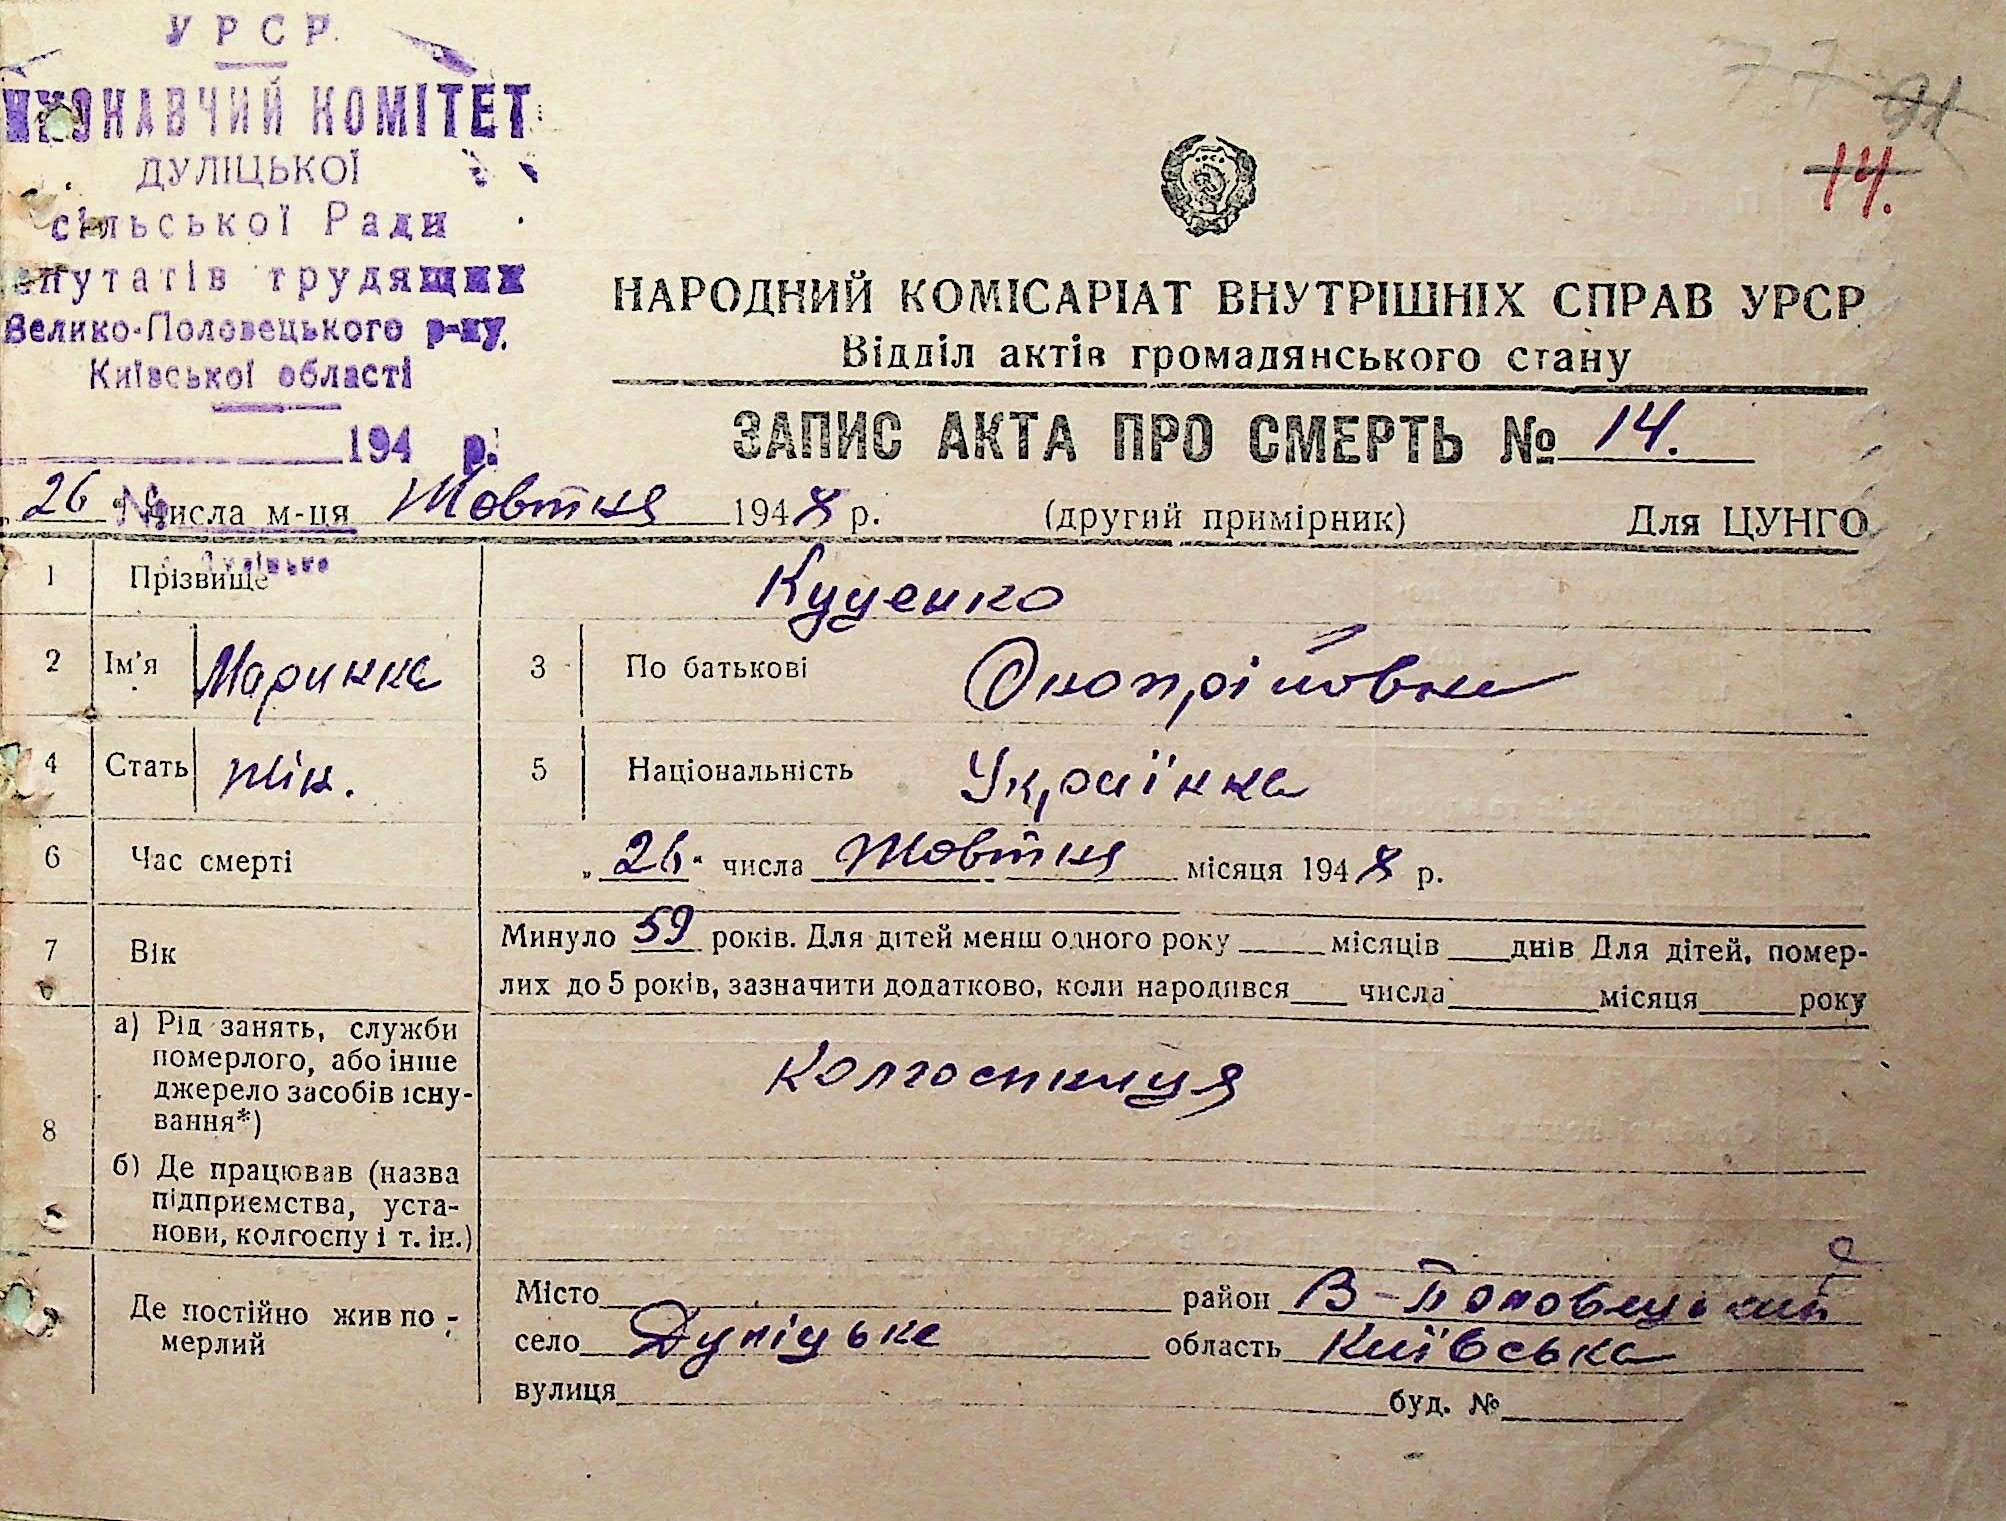 УРСР
ВИКОНАВЧИЙ КОМІТЕТ
ДУЛІЦЬКОЇ
сільської Ради
депутатів трудящих
Велико-Половецького р-ну,
Київської області
194 р.
№
77 91
14.
НАРОДНИЙ КОМІСАРІАТ ВНУТРІШНІХ СПРАВ УРСР
Відділ актів громадянського стану
ЗАПИС АКТА ПРО СМЕРТЬ № 14.
„26" числа м-ця Жовтня 1948 р. (другий примірник) Для ЦУНГО
1 Прізвище Куценко
2 Ім'я Маринка 3 По батькові Онопрійовна
4 Стать жін. 5 Національність Українка
6 Час смерті „26" числа Жовтня місяця 1948 р.
7 Вік Минуло 59 років. Для дітей менш одного року місяців днів Для дітей, помер-
лих до 5 років, зазначити додатково, коли народився числа місяця року
8 а) Рід занять, служби
померлого, або інше
джерело засобів існу-
вання*) Колгоспниця
б) Де працював (назва
підприємства, уста-
нови, колгоспу і т. ін.)
Де постійно жив по-
мерлий
Місто район В-Половецький
село Дуліцьке область Київська
вулиця буд. №